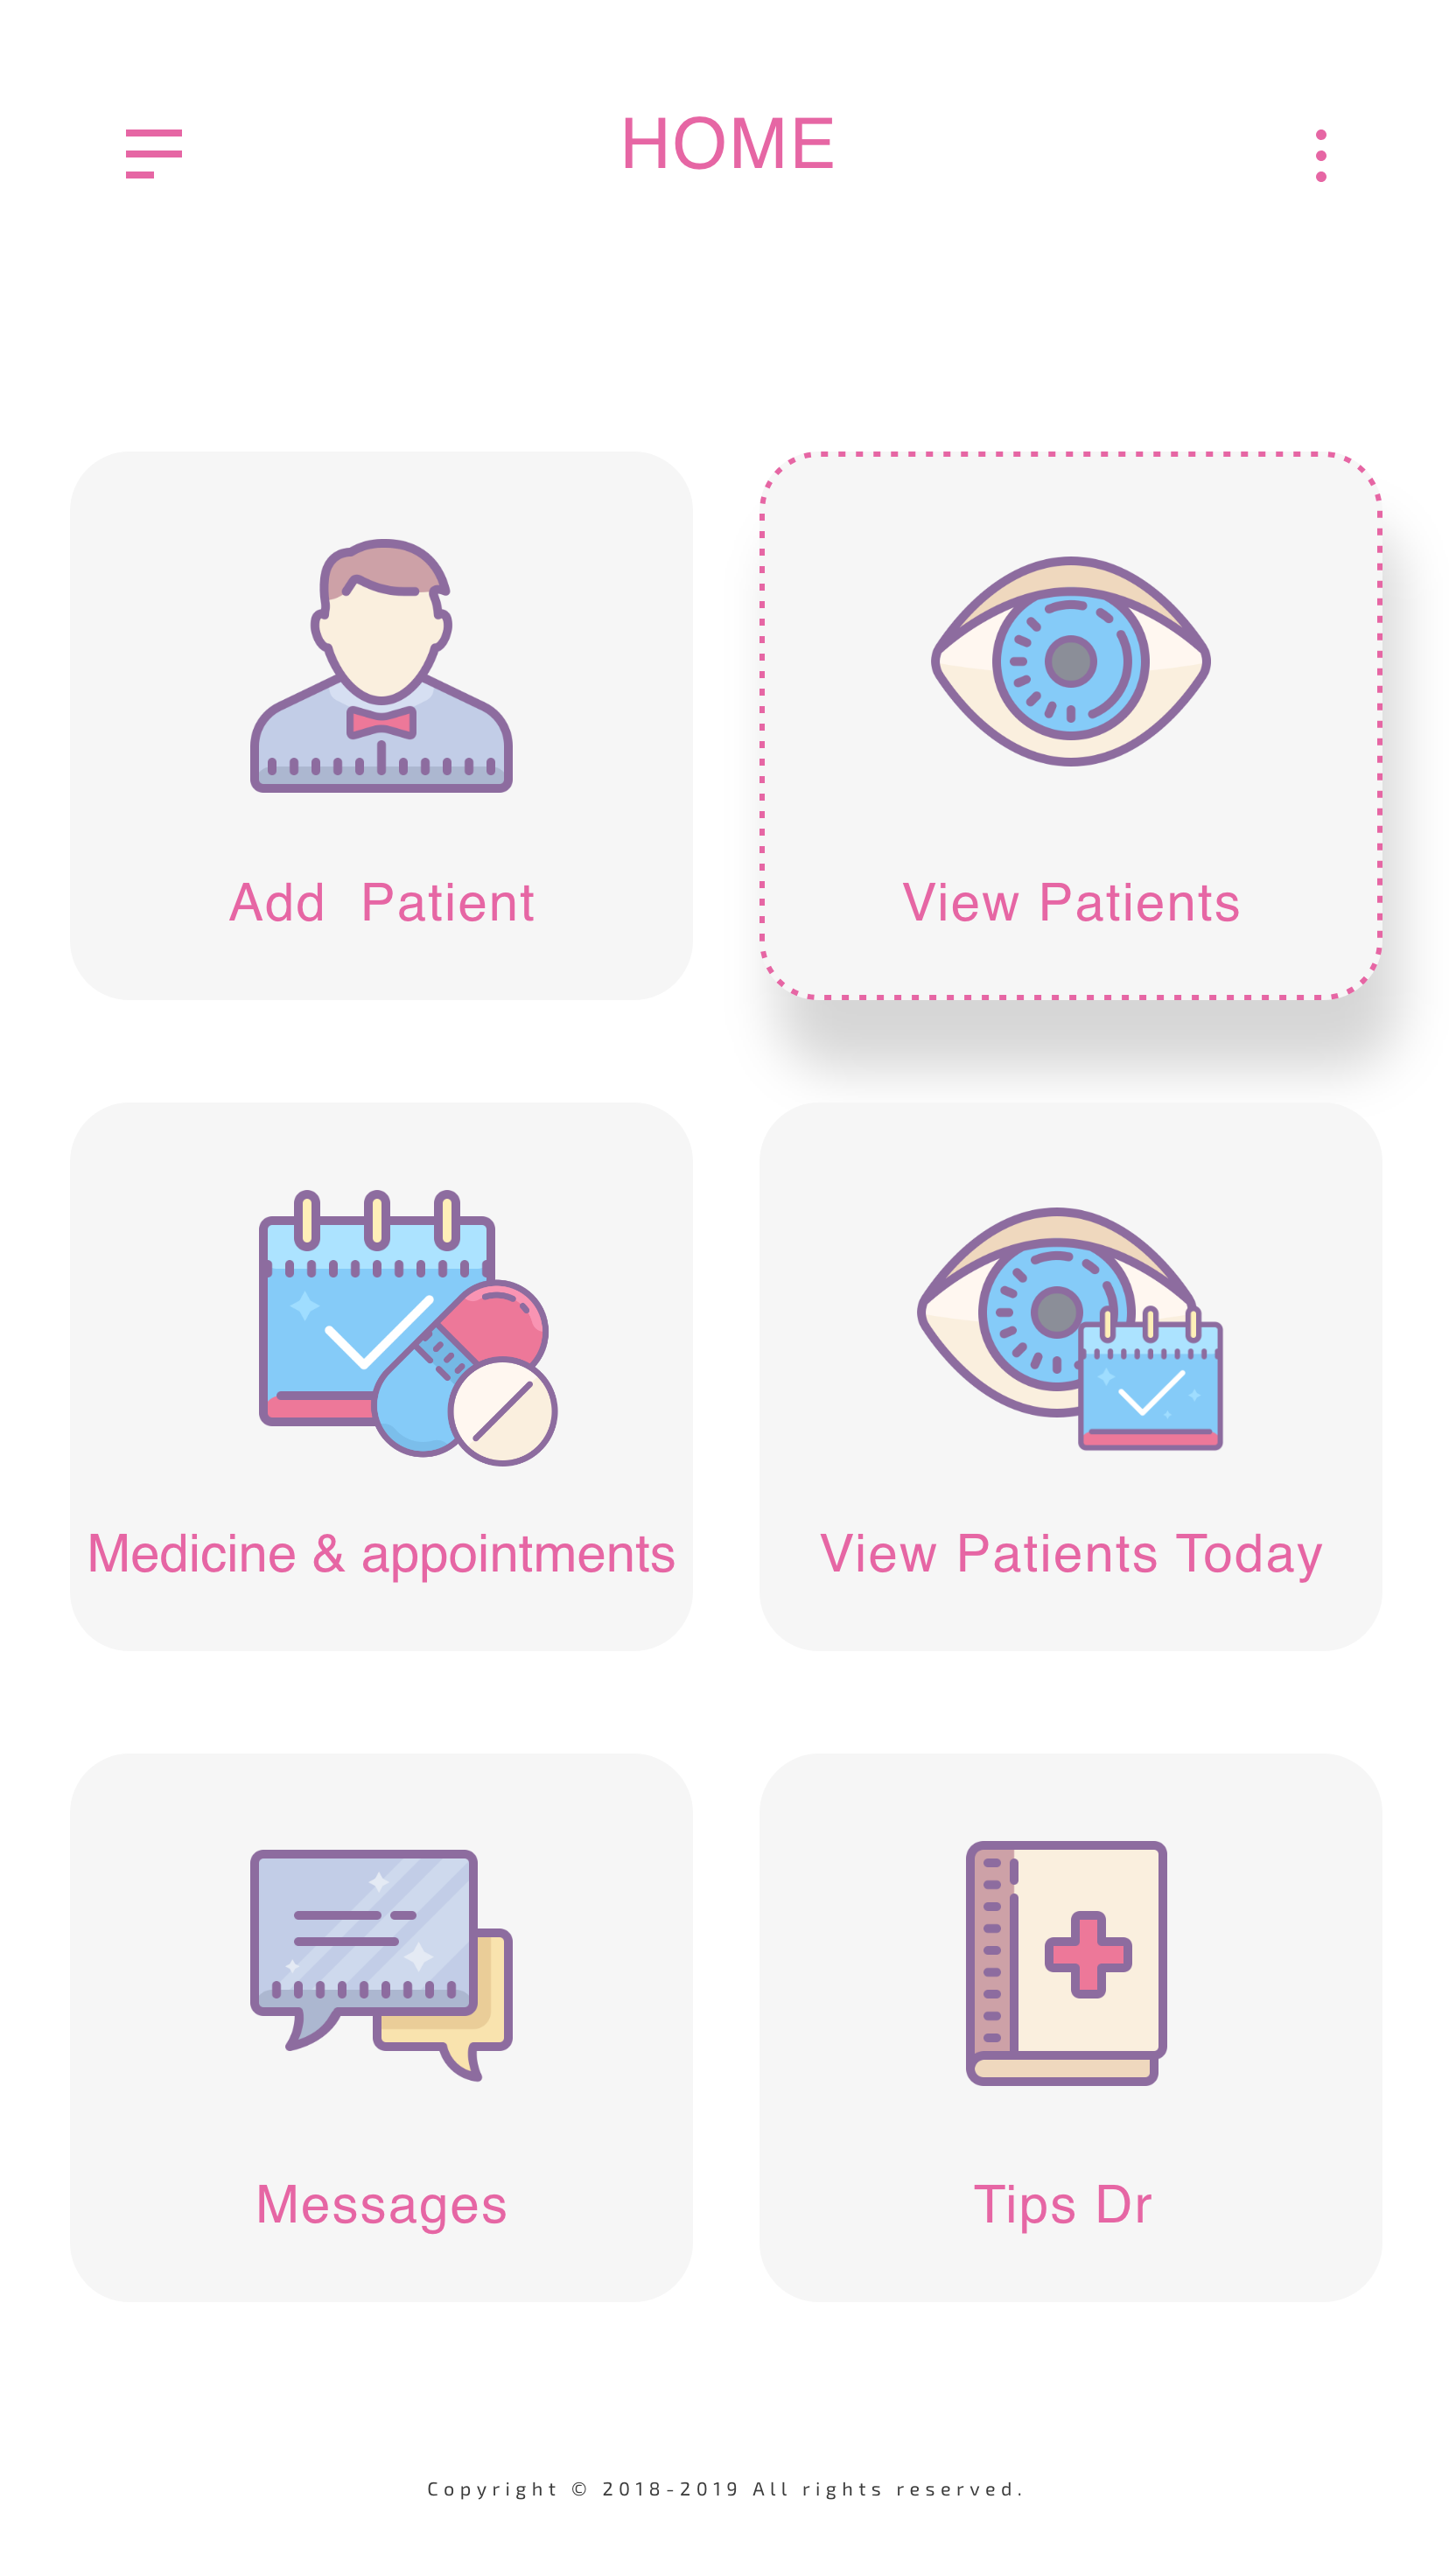 HOME
Add Patient
View Patients
Medicine & appointments
View Patients Today
Messages
Tips Dr
Copyright © 2018-2019 All rights reserved.